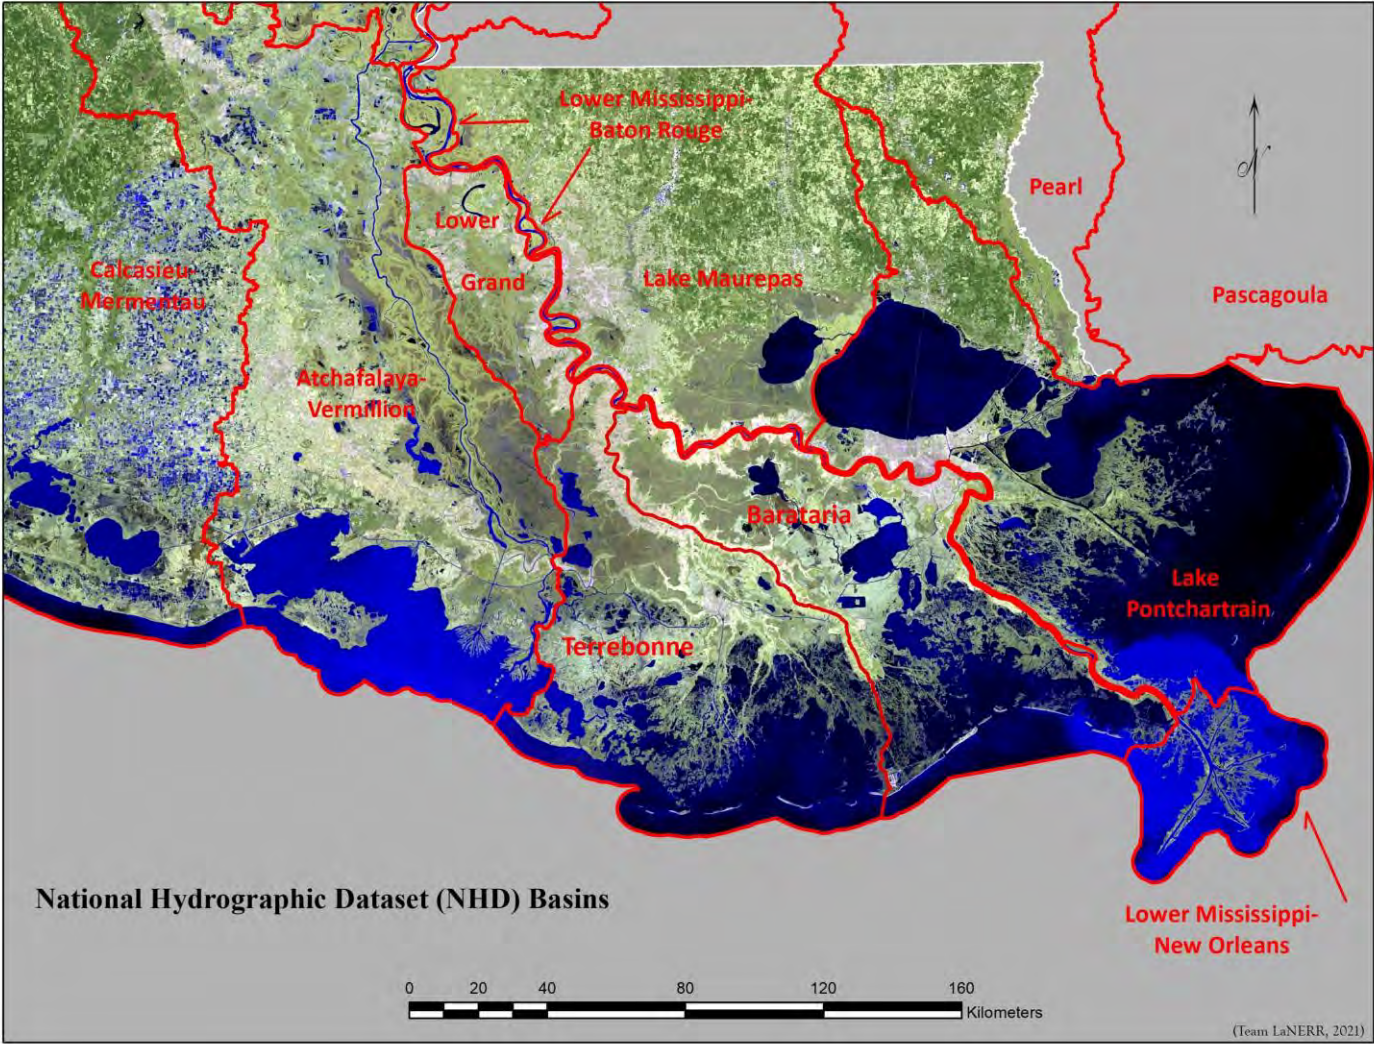 Lower Mississippi-
Baton Rouge
Pearl
Lower
Grand
Calcasieu-
Mermentau
Lake Maurepas
Pascagoula
Atchafalaya-
Vermillion
Barataria
Lake
Pontchartrain
Terrebonne
National Hydrographic Dataset (NHD) Basins
Lower Mississippi-
New Orleans
0 20 40 80 120 160
Kilometers
(Team LaNERR, 2021)
N